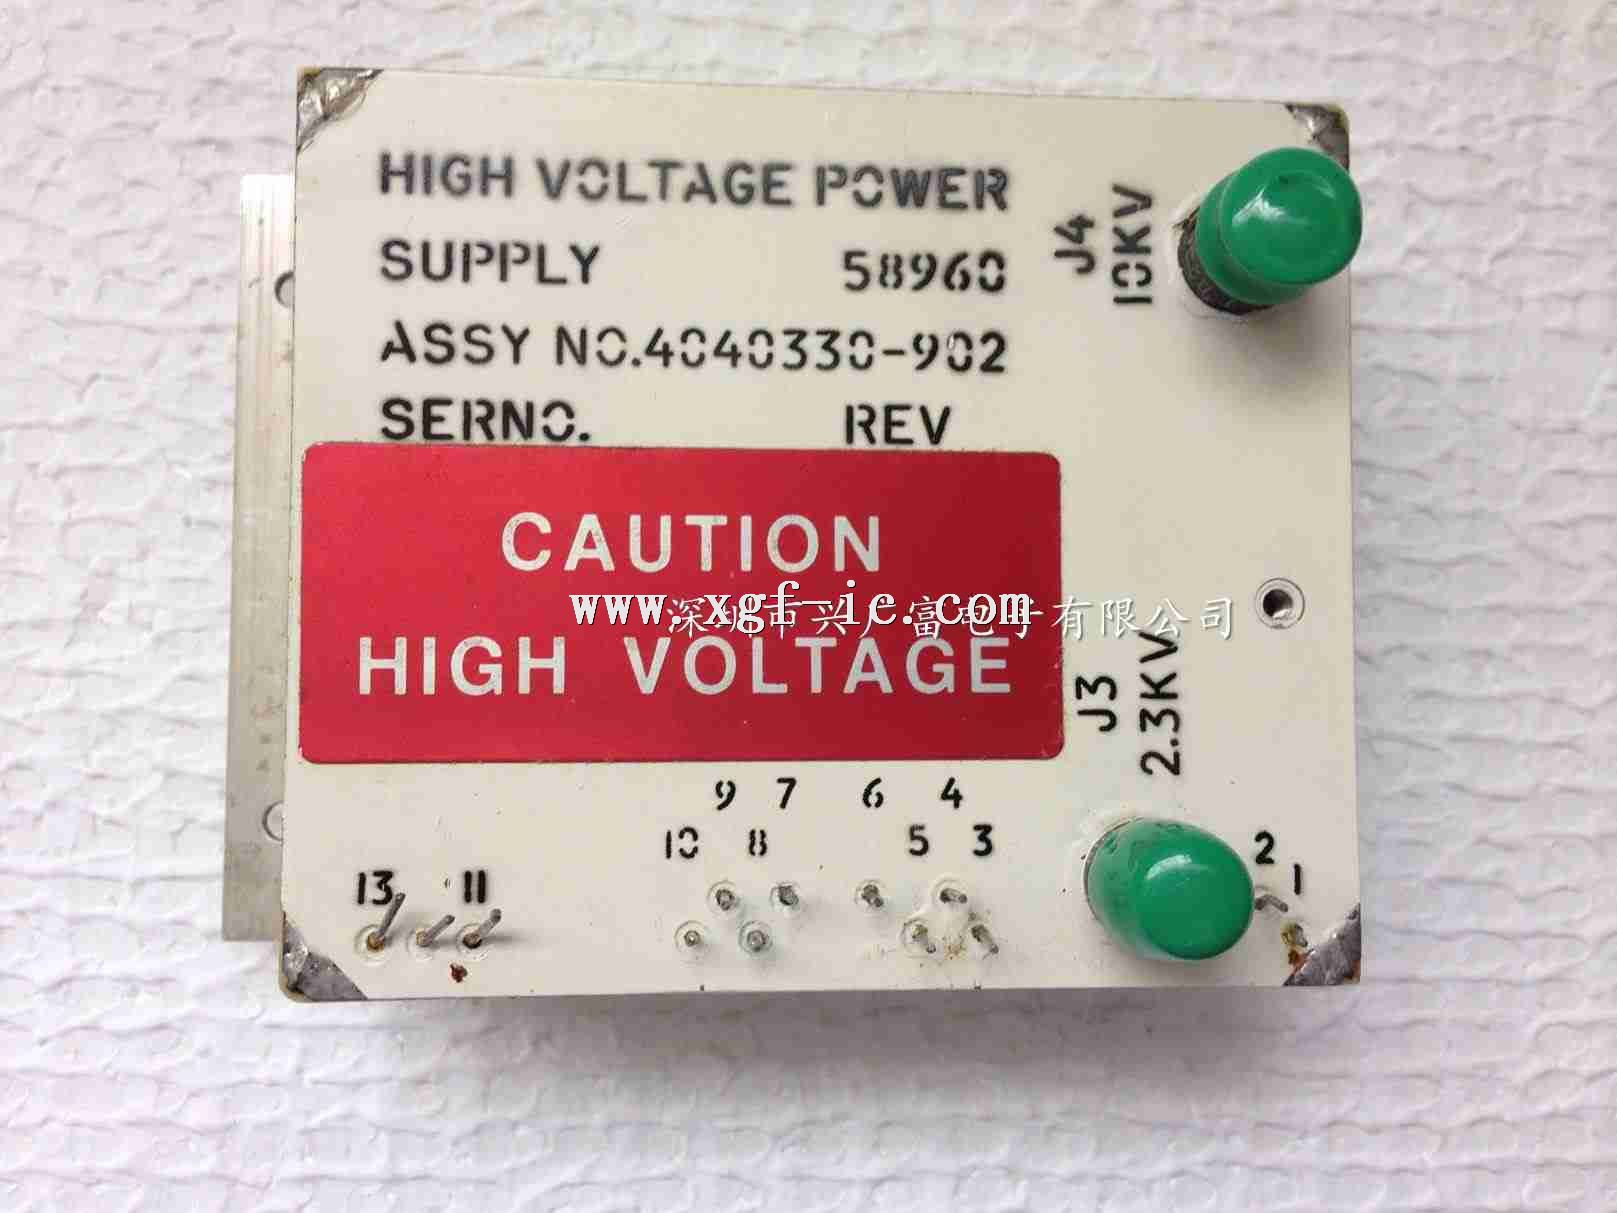 HIGH VOLTAGE POWER
SUPPLY 58960
ASSY NO.4040330-902
SERNO. REV
J4
10KV
CAUTION
www.xgf-ic.com
深圳市兴广富电子有限公司
HIGH VOLTAGE
J3
2.3KV
9 7 6 4
10 8 5 3 2
13 11 1